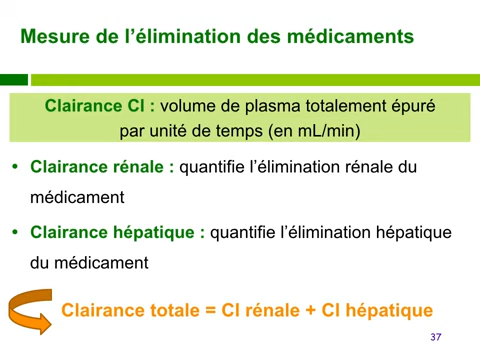 Mesure de l’élimination des médicaments
Clairance Cl : volume de plasma totalement épuré
par unité de temps (en mL/min)
• Clairance rénale : quantifie l’élimination rénale du
médicament
• Clairance hépatique : quantifie l’élimination hépatique
du médicament
Clairance totale = Cl rénale + Cl hépatique
37